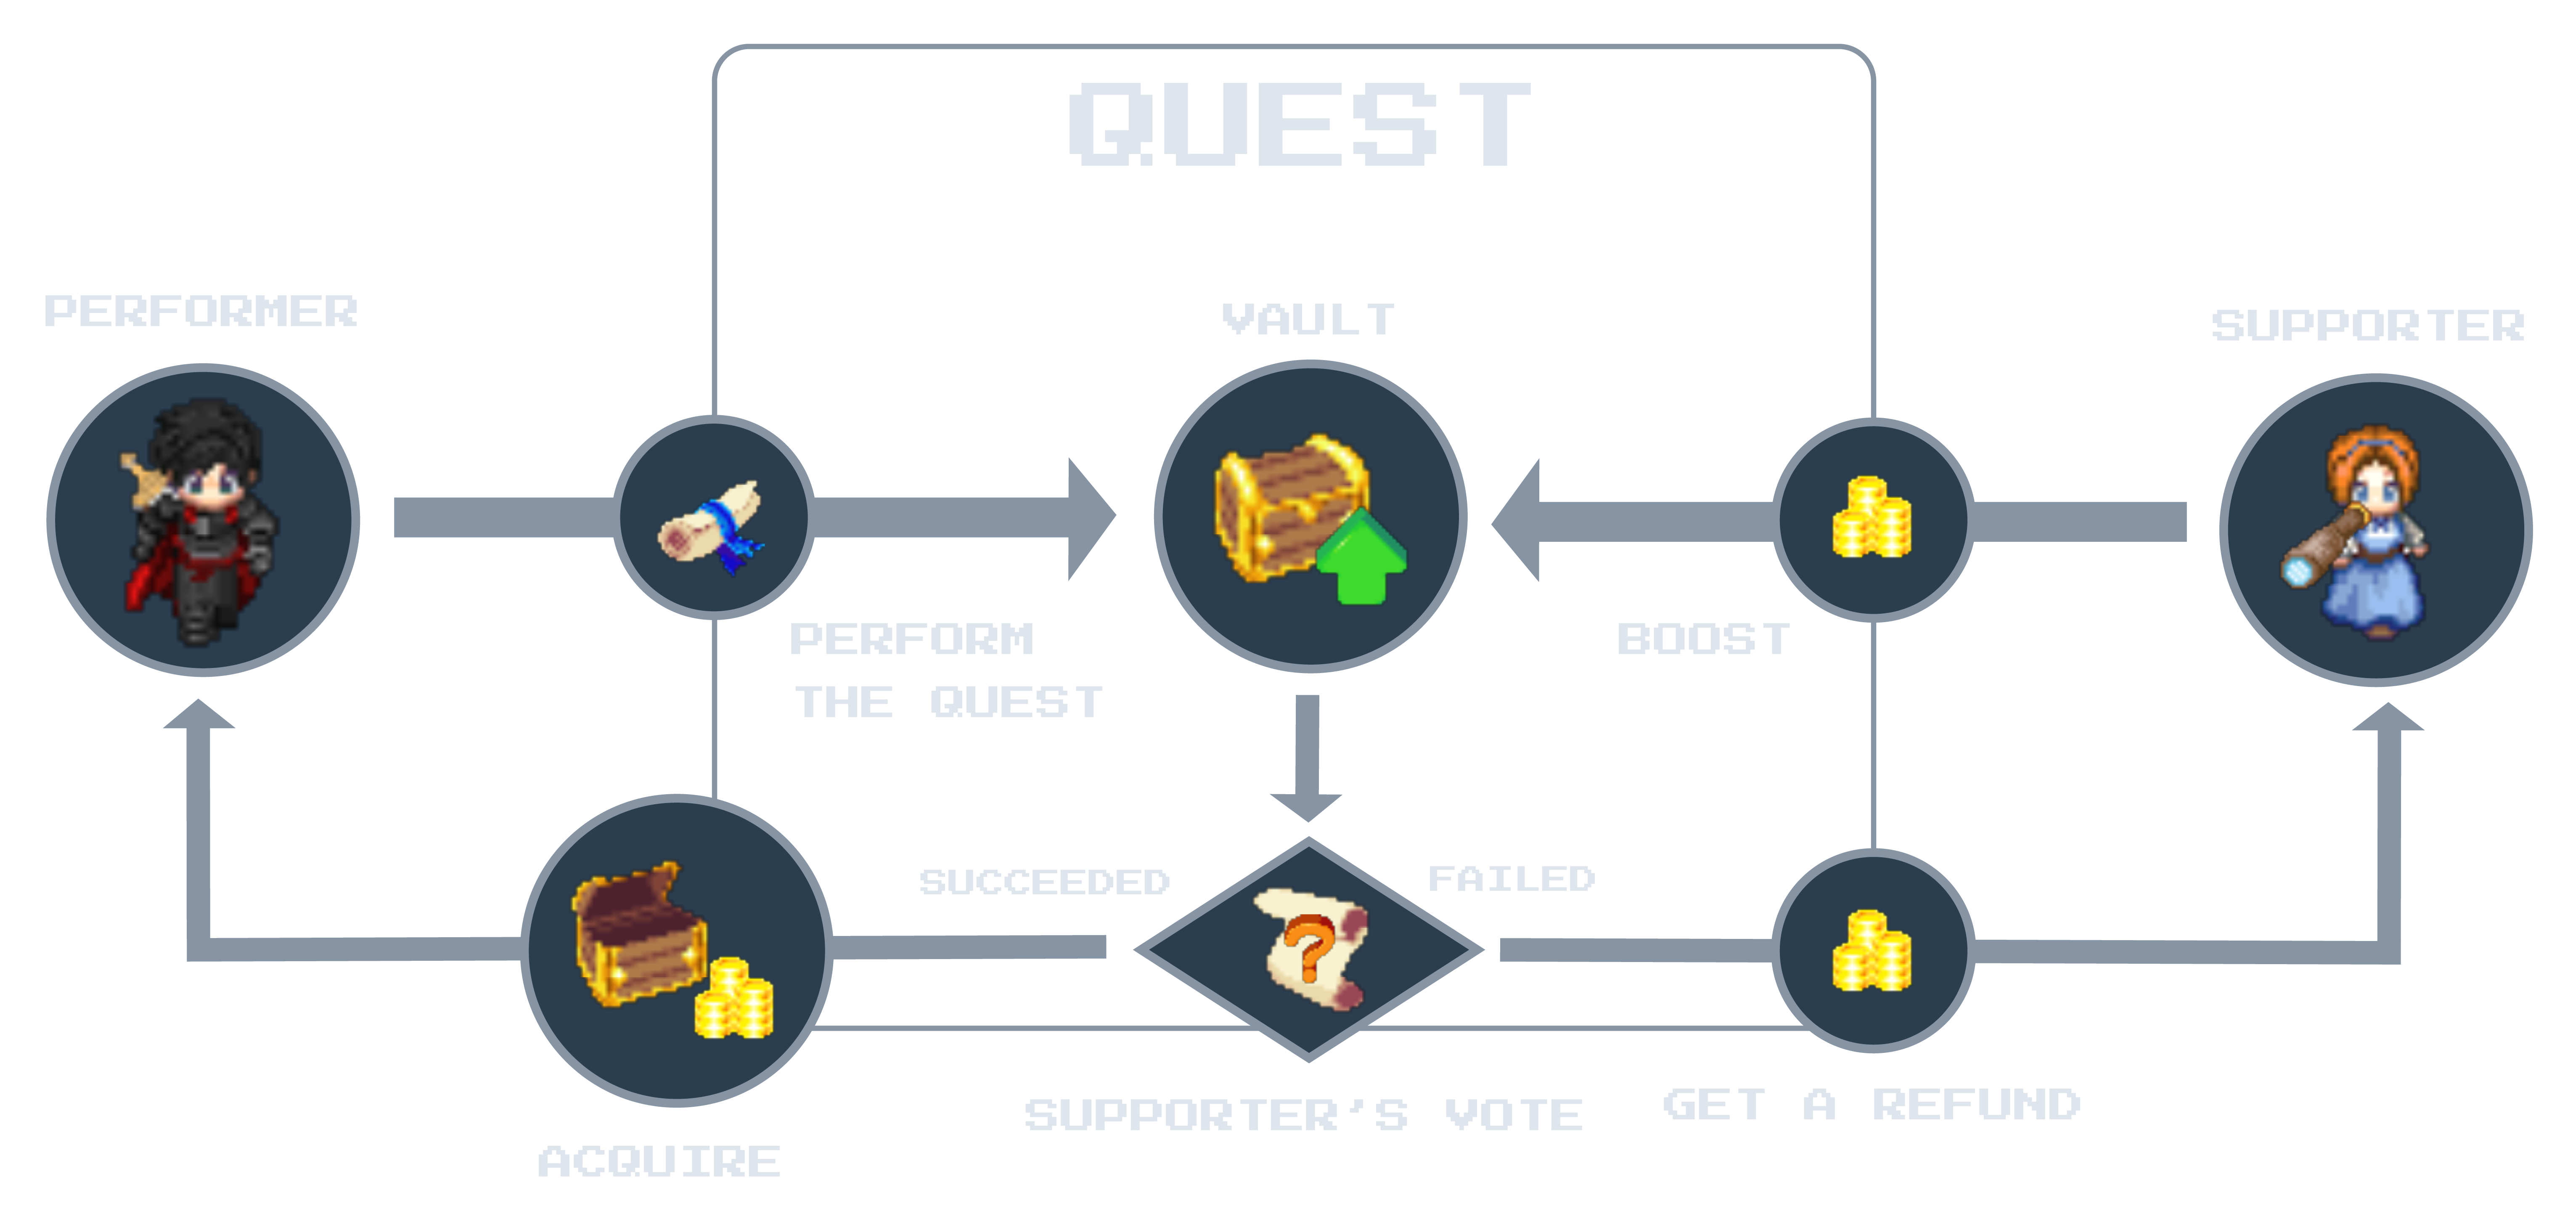 QUEST
PERFORMER
VAULT
SUPPORTER
PERFORM
THE QUEST
BOOST
SUCCEEDED
FAILED
SUPPORTER'S VOTE
GET A REFUND
ACQUIRE